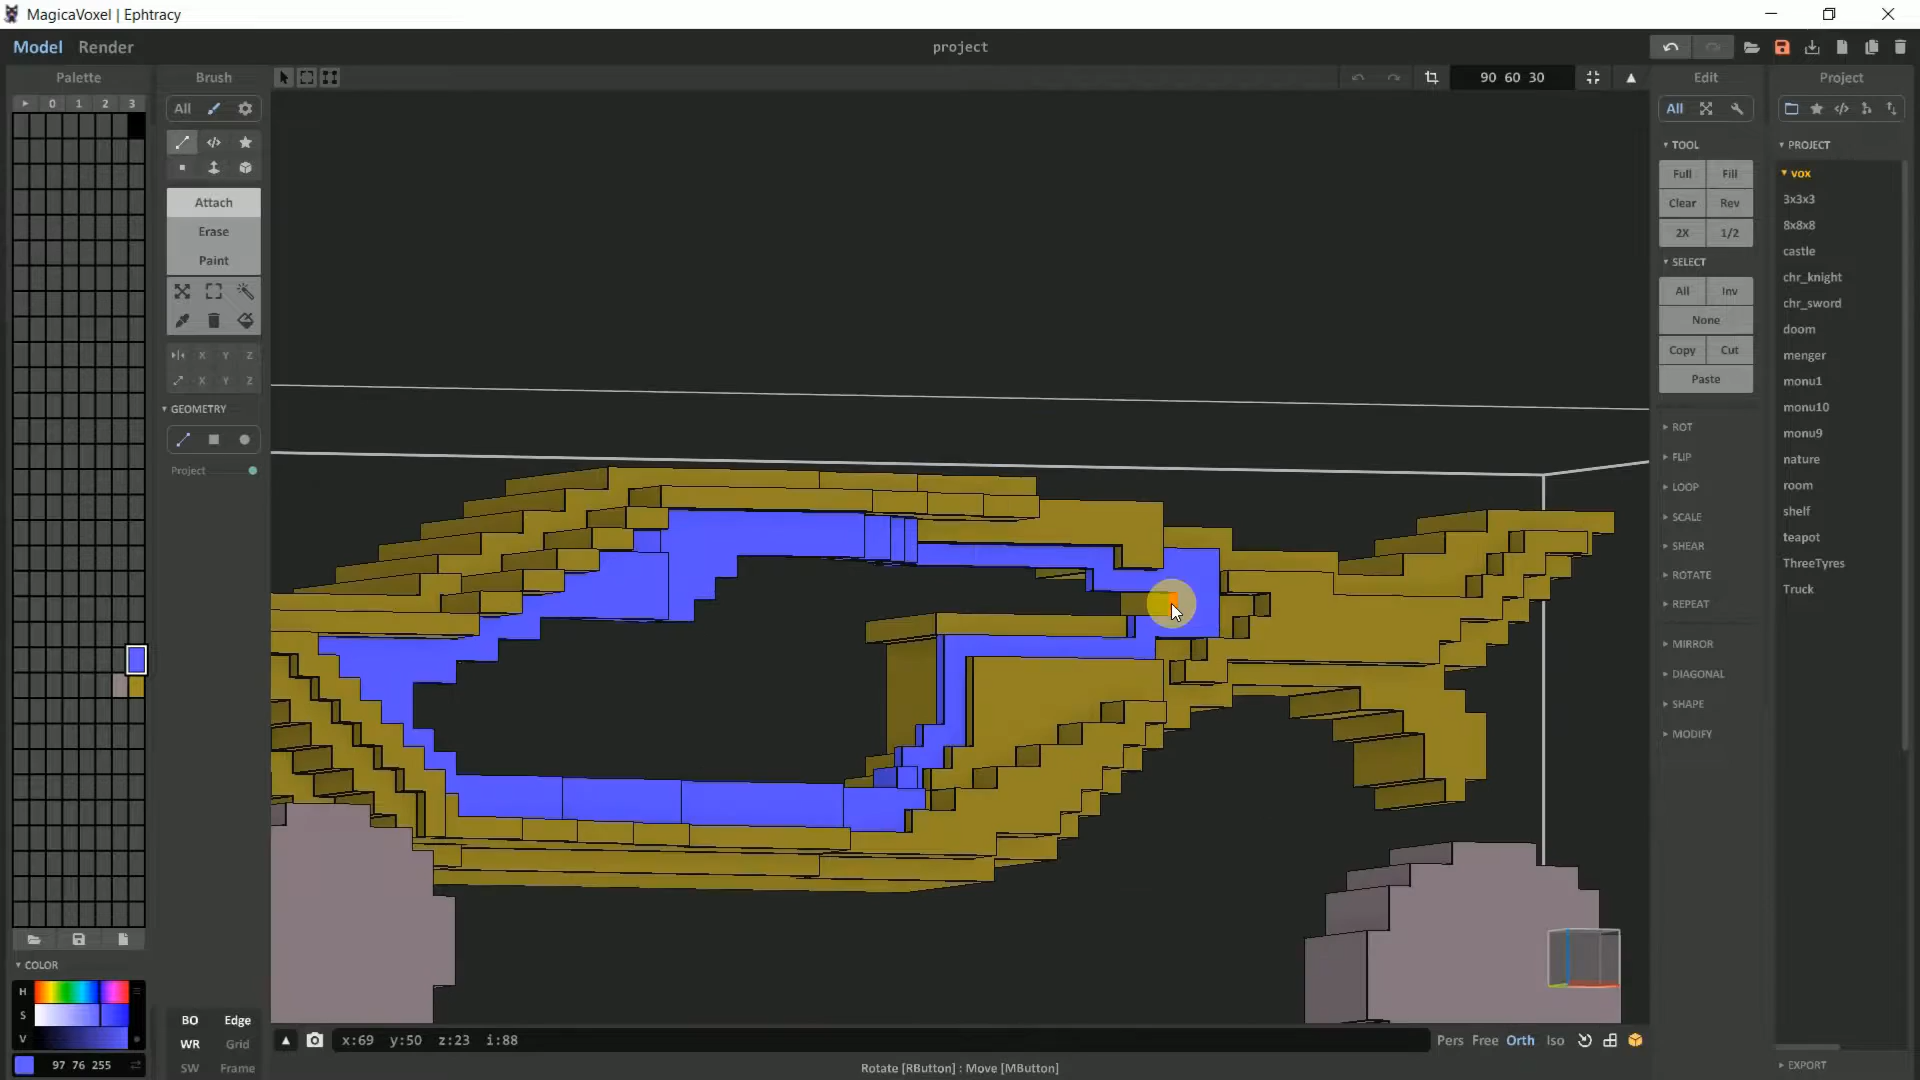 MagicaVoxel | Ephtracy
Model Render
project
Palette
Brush
90 60 30
Edit
Project
0 1 2 3
All
All
TOOL
PROJECT
Full Fill
vox
Attach
Clear Rev
3x3x3
Erase
2X 1/2
8x8x8
Paint
SELECT
castle
All Inv
chr_knight
None
chr_sword
X Y Z
Copy Cut
doom
X Y Z
Paste
menger
GEOMETRY
monu1
Project
ROT
monu10
FLIP
monu9
LOOP
nature
SCALE
room
SHEAR
shelf
ROTATE
teapot
REPEAT
ThreeTyres
MIRROR
Truck
DIAGONAL
SHAPE
MODIFY
COLOR
H
S
V
97 76 255
BO Edge
WR Grid
SW Frame
x:69 y:50 z:23 i:88
Pers Free Orth Iso
Rotate [RButton] : Move [MButton]
EXPORT